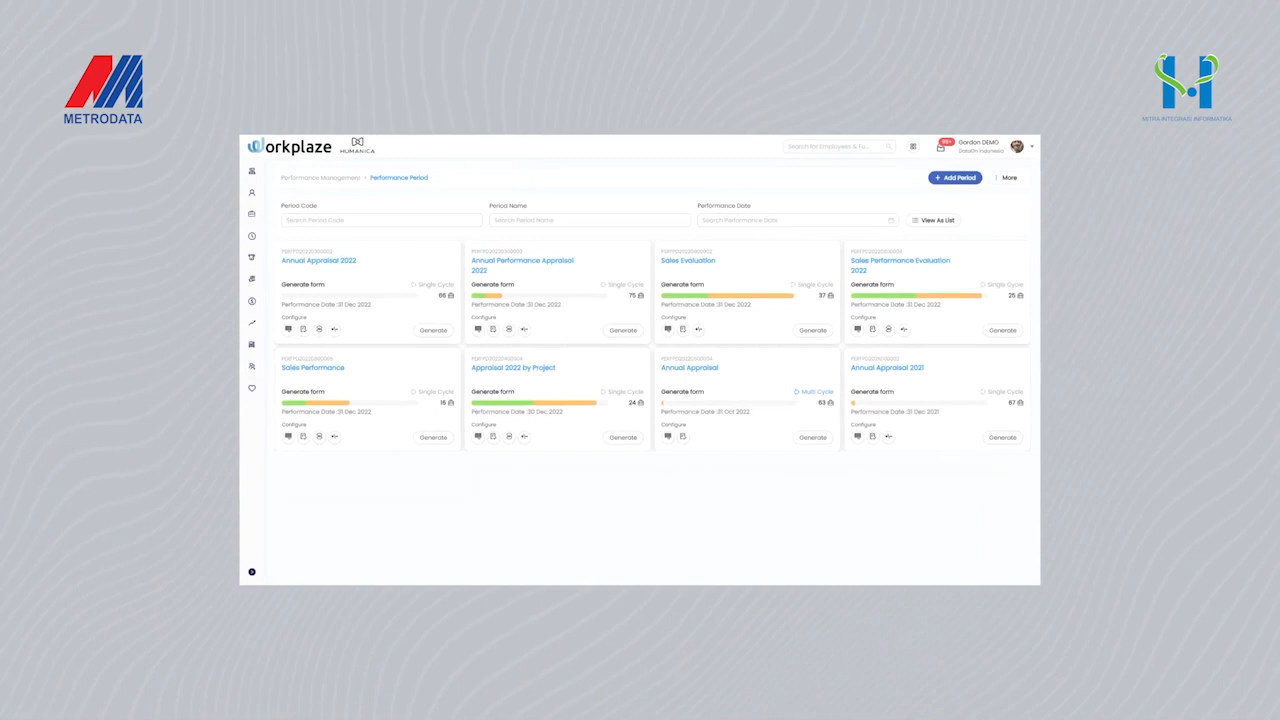 METRODATA
MITRA INTEGRASI INFORMATIKA
Workplaze HUMANICA
Search for Employees & Fu...
99+
Gordon DEMO
DataOn Indonesia
Performance Management > Performance Period
+ Add Period
More
Period Code
Period Name
Performance Date
Search Period Code
Search Period Name
Search Performance Date
View As List
Annual Appraisal 2022
Generate form
Single Cycle
66
Performance Date :31 Dec 2022
Configure
Generate
Annual Performance Appraisal
2022
Generate form
Single Cycle
75
Performance Date :31 Dec 2022
Configure
Generate
Sales Evaluation
Generate form
Single Cycle
37
Performance Date :31 Dec 2022
Configure
Generate
Sales Performance Evaluation
2022
Generate form
Single Cycle
25
Performance Date :31 Dec 2022
Configure
Generate
Sales Performance
Generate form
Single Cycle
16
Performance Date :31 Dec 2022
Configure
Generate
Appraisal 2022 by Project
Generate form
Single Cycle
24
Performance Date :30 Dec 2022
Configure
Generate
Annual Appraisal
Generate form
Multi Cycle
63
Performance Date :31 Oct 2022
Configure
Generate
Annual Appraisal 2021
Generate form
Single Cycle
67
Performance Date :31 Dec 2021
Configure
Generate